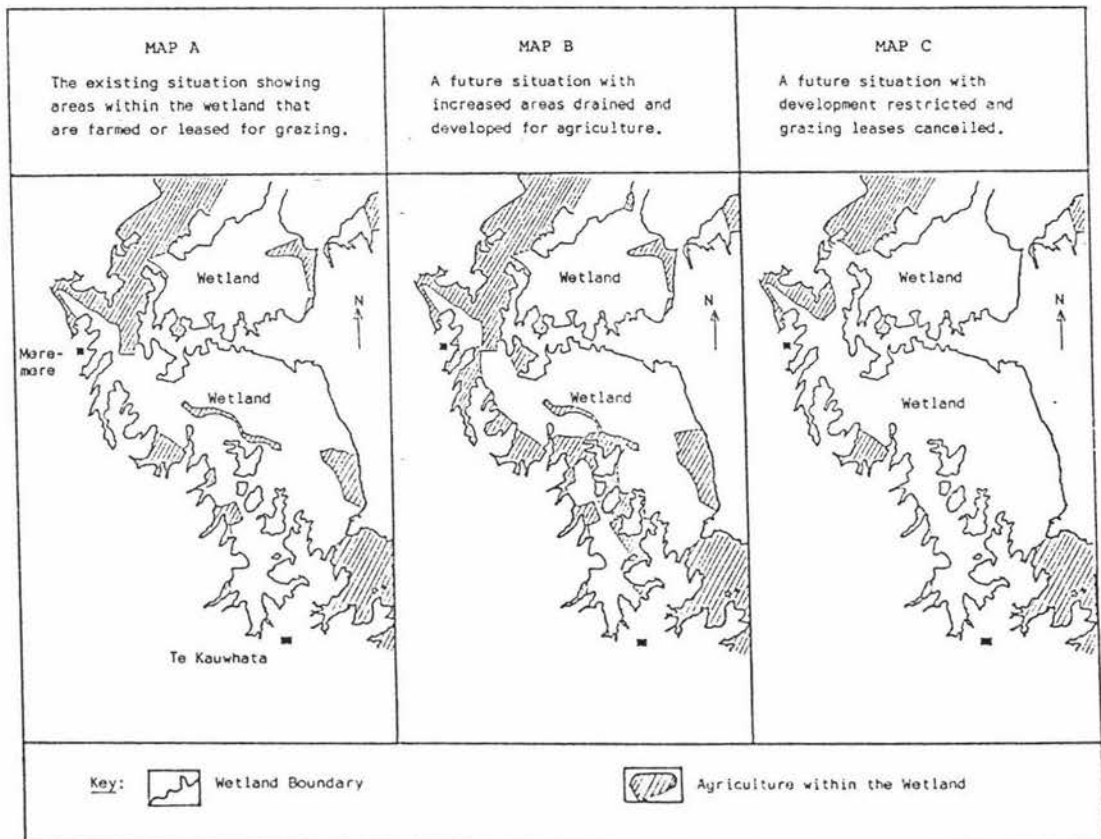 MAP A
The existing situation showing
areas within the wetland that
are farmed or leased for grazing.
MAP B
A future situation with
increased areas drained and
developed for agriculture.
MAP C
A future situation with
development restricted and
grazing leases cancelled.
Wetland
N
Mere-
mere
Wetland
Te Kauwhata
Wetland
N
Wetland
Wetland
N
Wetland
Key: Wetland Boundary
Agriculture within the Wetland